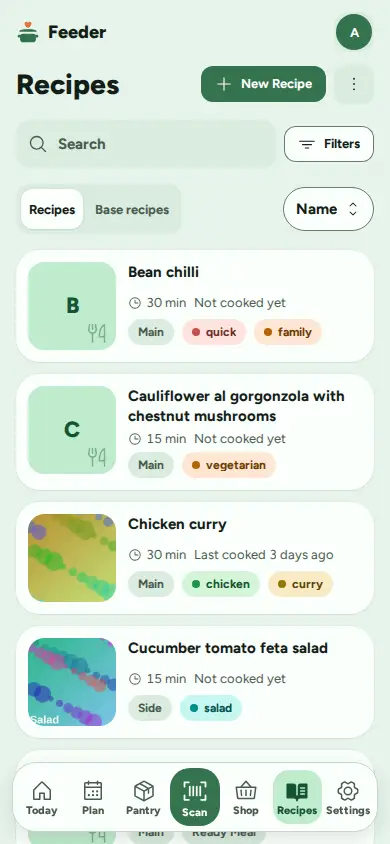 Feeder
A
Recipes
New Recipe
Search
Filters
Recipes
Base recipes
Name
B
Bean chilli
30 min Not cooked yet
Main
quick
family
C
Cauliflower al gorgonzola with
chestnut mushrooms
15 min Not cooked yet
Main
vegetarian
Chicken curry
30 min Last cooked 3 days ago
Main
chicken
curry
Salad
Cucumber tomato feta salad
15 min Not cooked yet
Side
salad
Today
Plan
Pantry
Scan
Shop
Recipes
Settings
Main
Ready Meal